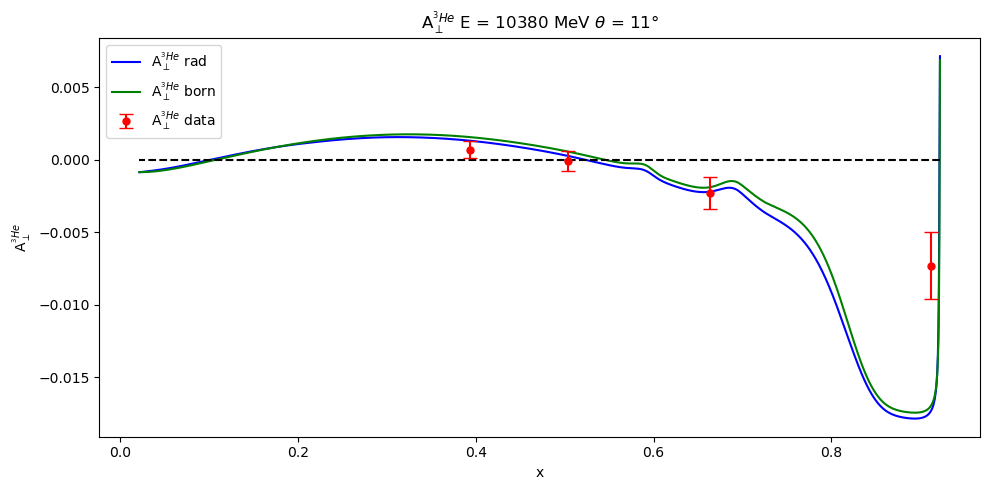 A⊥^³He E = 10380 MeV θ = 11°
A⊥^³He rad
A⊥^³He born
A⊥^³He data
A⊥^³He
0.005
0.000
−0.005
−0.010
−0.015
0.0 0.2 0.4 0.6 0.8
x